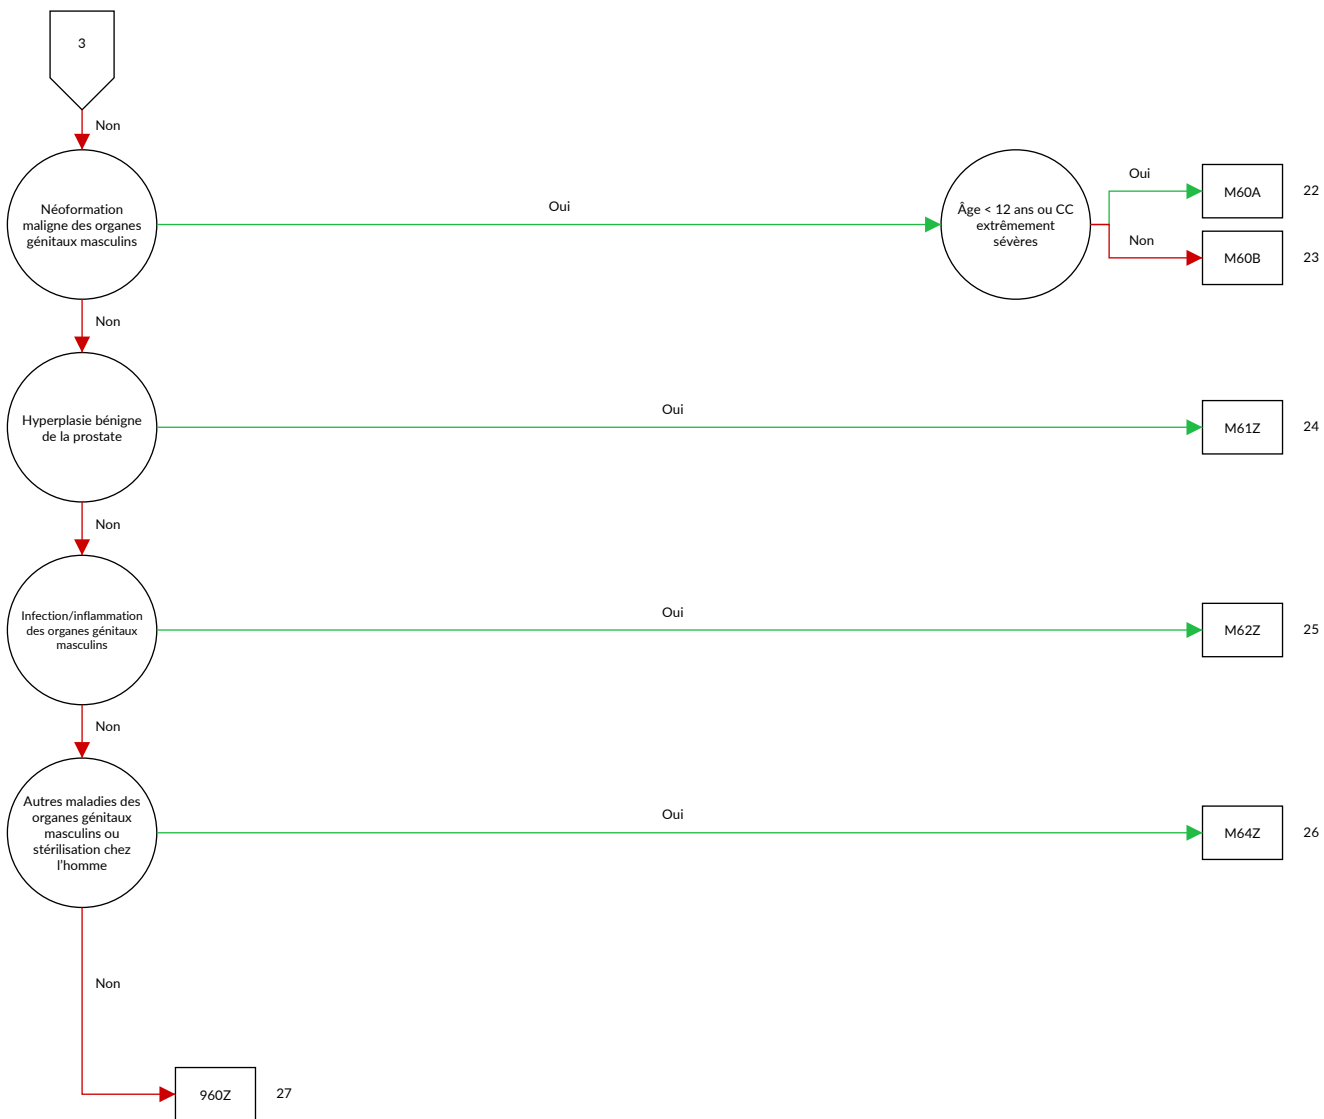 3
Non
Néoformation
maligne des organes
génitaux masculins
Oui
Âge < 12 ans ou CC
extrêmement
sévères
Oui
M60A
22
Non
M60B
23
Non
Hyperplasie bénigne
de la prostate
Oui
M61Z
24
Non
Infection/inflammation
des organes génitaux
masculins
Oui
M62Z
25
Non
Autres maladies des
organes génitaux
masculins ou
stérilisation chez
l'homme
Oui
M64Z
26
Non
960Z
27